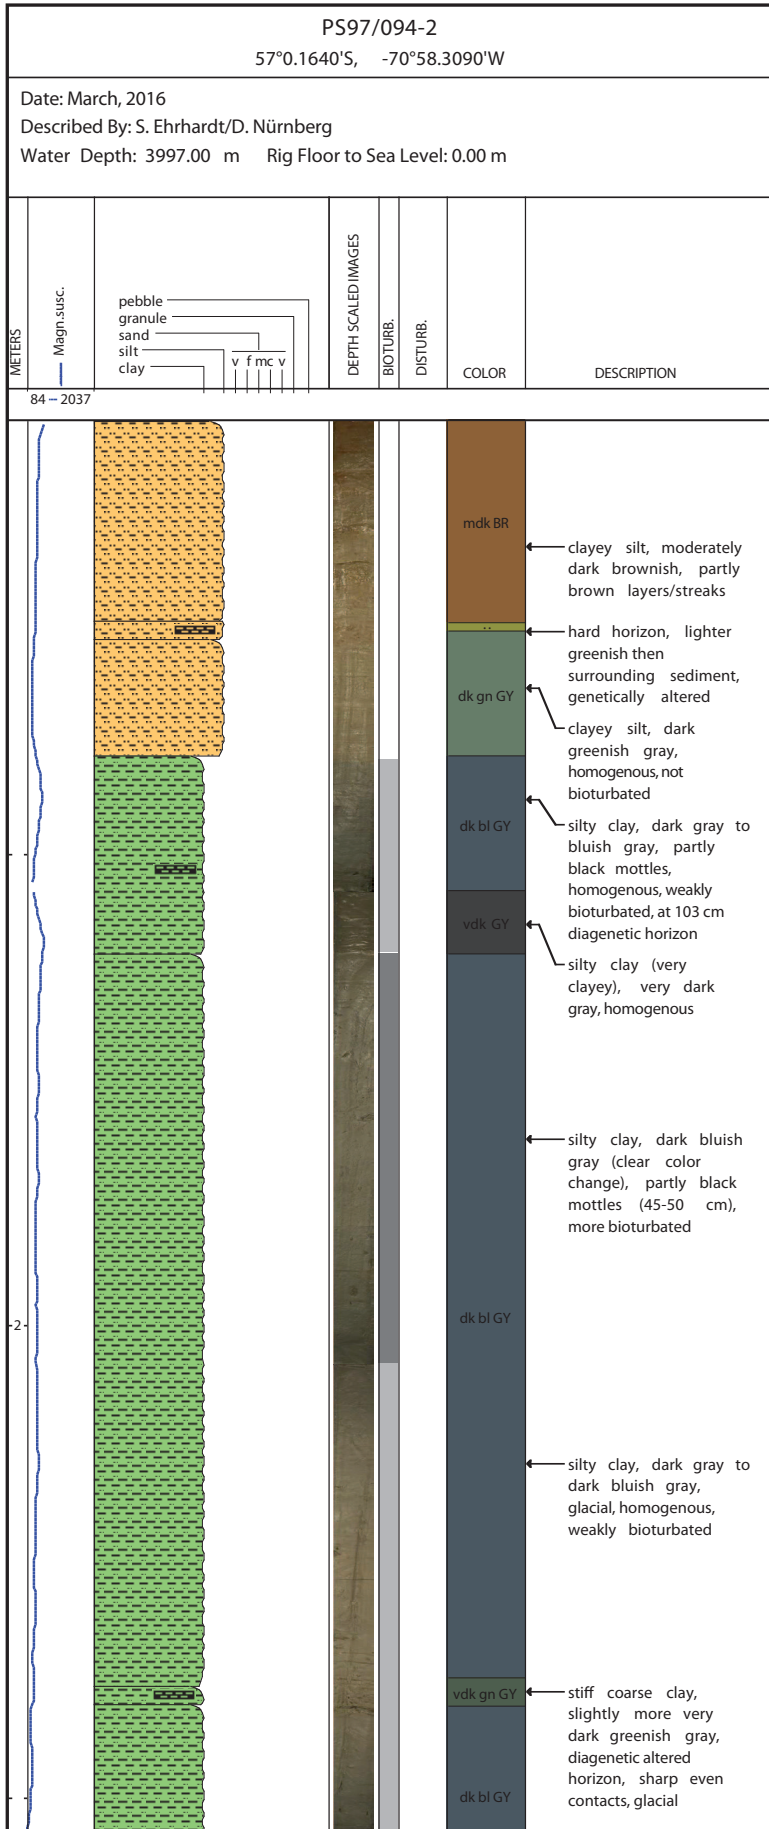 PS97/094-2
57°0.1640'S, -70°58.3090'W
Date: March, 2016
Described By: S. Ehrhardt/D. Nürnberg
Water Depth: 3997.00 m Rig Floor to Sea Level: 0.00 m
METERS
Magn.susc.
pebble
granule
sand
silt
clay
v f mc v
DEPTH SCALED IMAGES
BIOTURB.
DISTURB.
COLOR
DESCRIPTION
84 -- 2037
mdk BR
clayey silt, moderately
dark brownish, partly
brown layers/streaks
hard horizon, lighter
greenish then
surrounding sediment,
genetically altered
dk gn GY
clayey silt, dark
greenish gray,
homogenous, not
bioturbated
dk bl GY
silty clay, dark gray to
bluish gray, partly
black mottles,
homogenous, weakly
bioturbated, at 103 cm
diagenetic horizon
vdk GY
silty clay (very
clayey), very dark
gray, homogenous
silty clay, dark bluish
gray (clear color
change), partly black
mottles (45-50 cm),
more bioturbated
2
dk bl GY
silty clay, dark gray to
dark bluish gray,
glacial, homogenous,
weakly bioturbated
vdk gn GY
stiff coarse clay,
slightly more very
dark greenish gray,
diagenetic altered
horizon, sharp even
contacts, glacial
dk bl GY